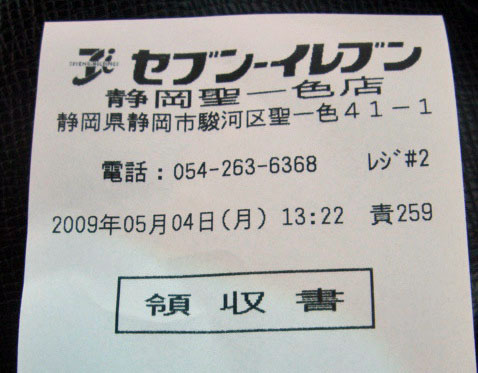 セブン-イレブン
静岡聖一色店
静岡県静岡市駿河区聖一色41-1
電話:054-263-6368 レジ#2
2009年05月04日(月) 13:22 責259
領収書